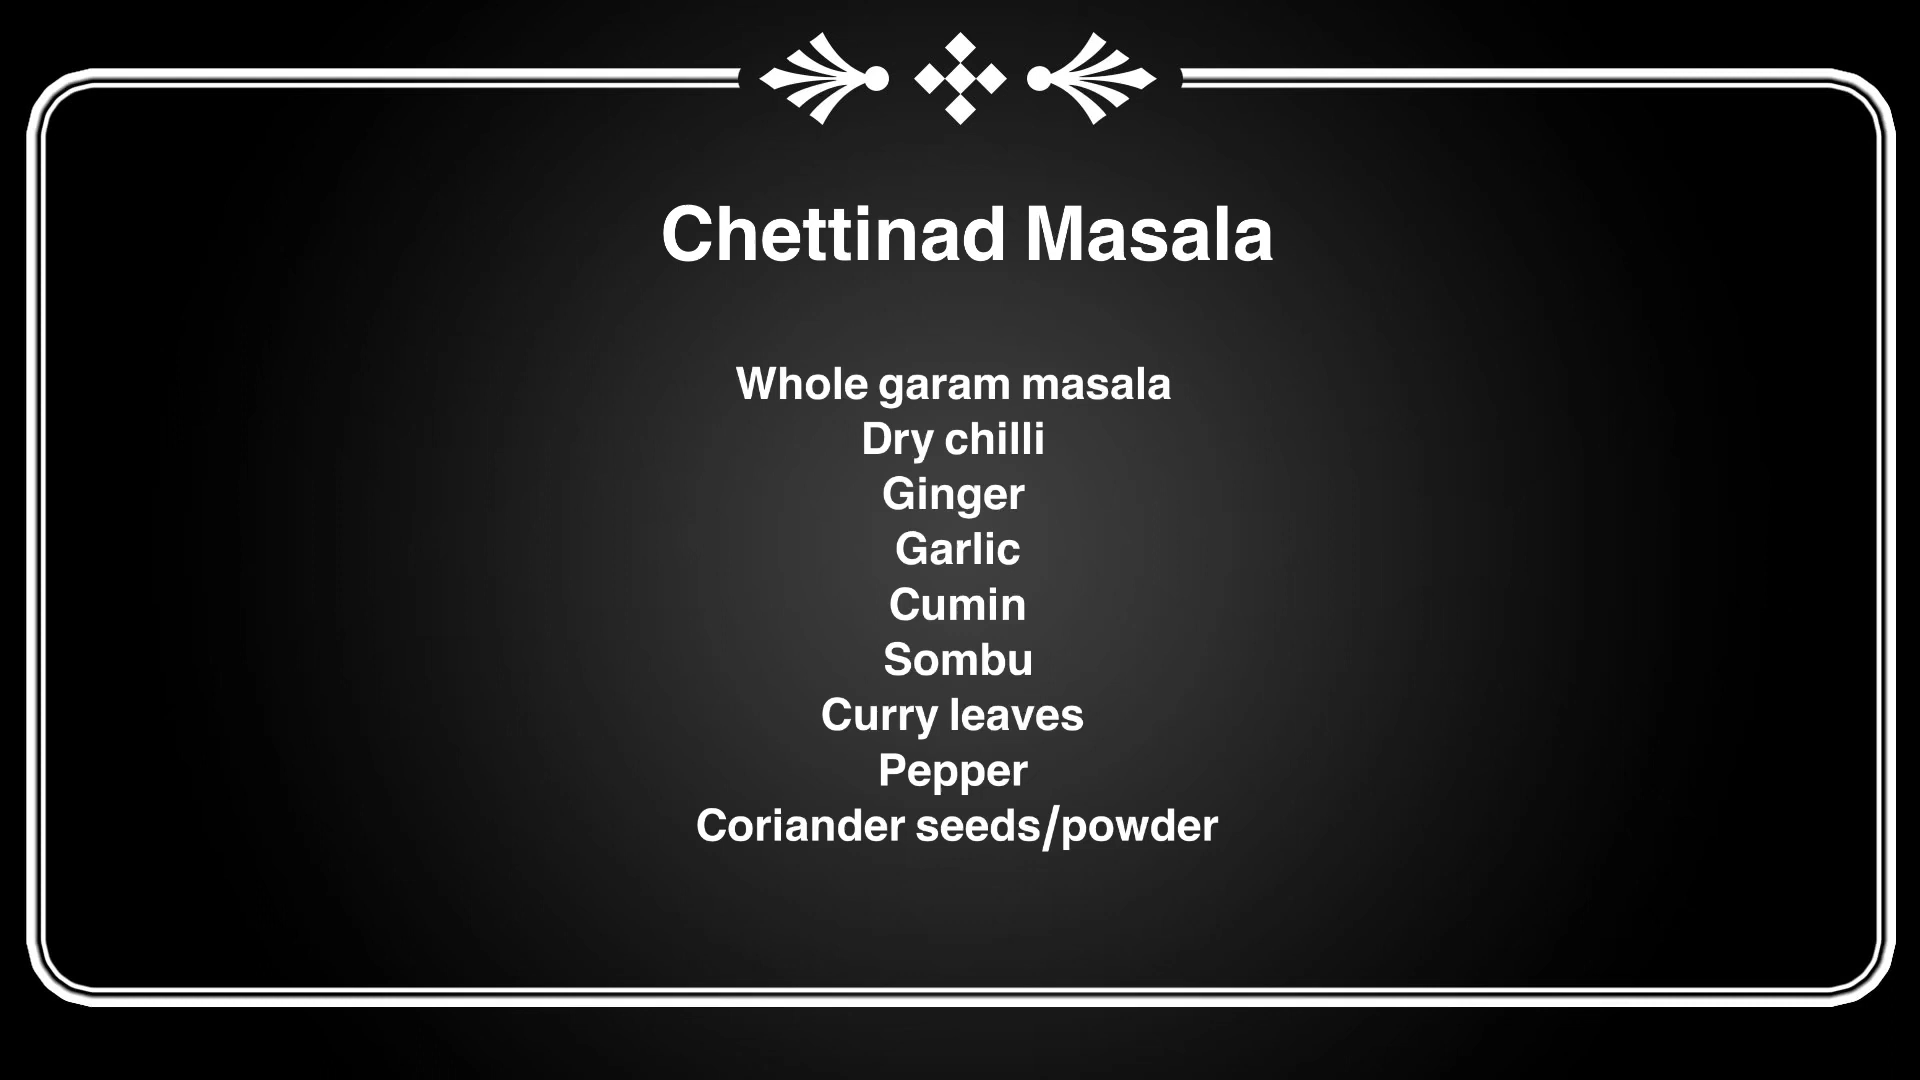 Chettinad Masala
Whole garam masala
Dry chilli
Ginger
Garlic
Cumin
Sombu
Curry leaves
Pepper
Coriander seeds/powder